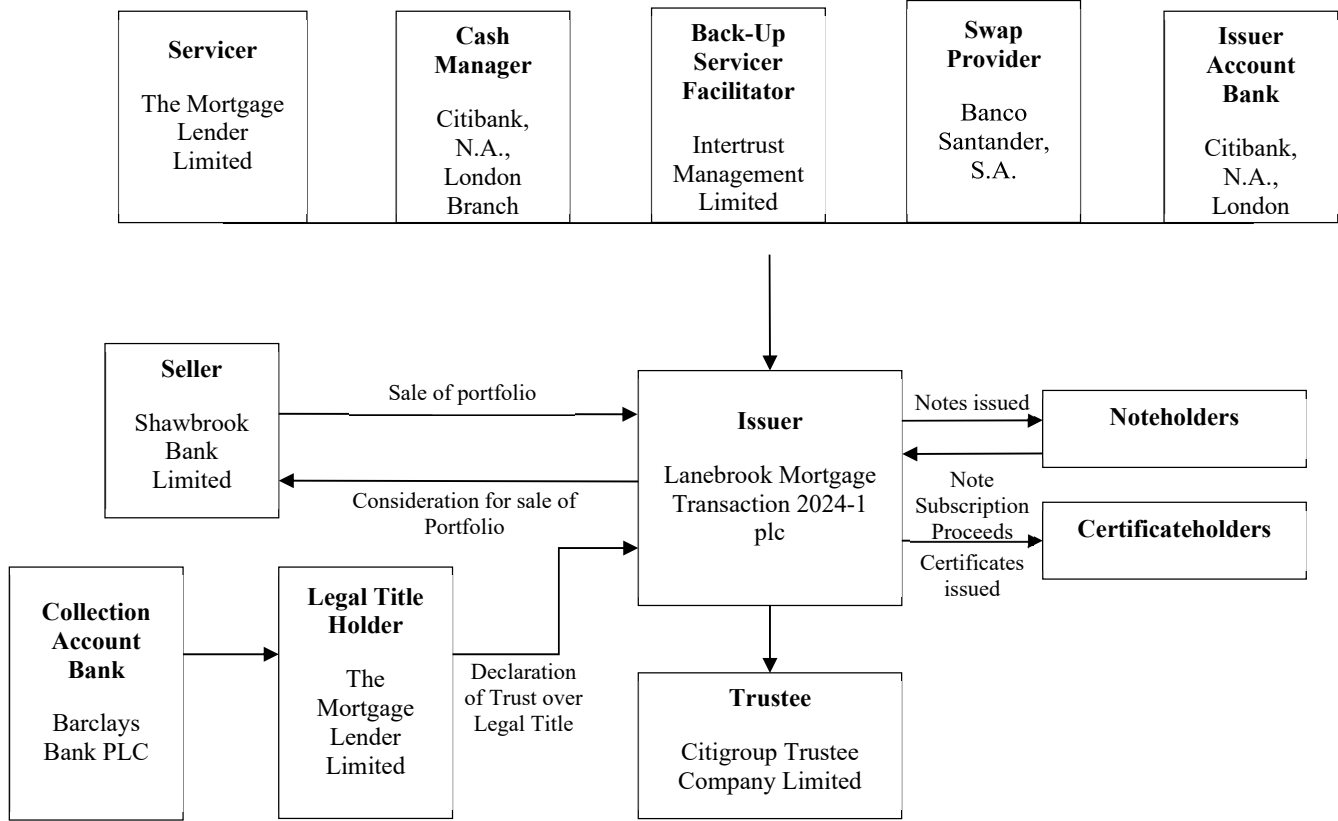 Servicer
The Mortgage
Lender
Limited
Cash
Manager
Citibank,
N.A.,
London
Branch
Back-Up
Servicer
Facilitator
Intertrust
Management
Limited
Swap
Provider
Banco
Santander,
S.A.
Issuer
Account
Bank
Citibank,
N.A.,
London
Seller
Shawbrook
Bank
Limited
Sale of portfolio
Consideration for sale of
Portfolio
Issuer
Lanebrook Mortgage
Transaction 2024-1
plc
Notes issued
Noteholders
Note
Subscription
Proceeds
Certificates
issued
Certificateholders
Collection
Account
Bank
Barclays
Bank PLC
Legal Title
Holder
The
Mortgage
Lender
Limited
Declaration
of Trust over
Legal Title
Trustee
Citigroup Trustee
Company Limited